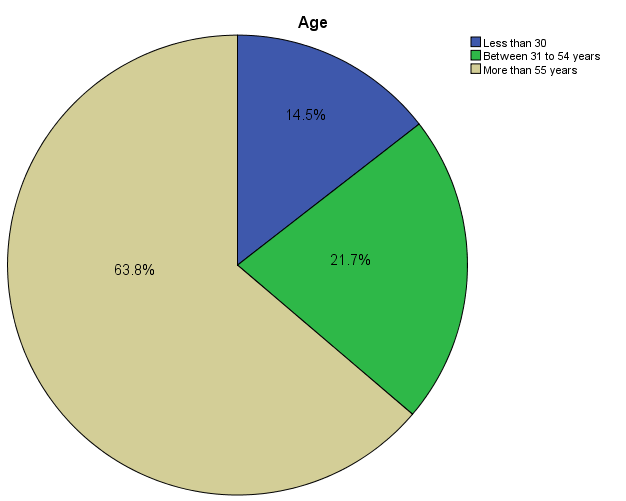 Age
Less than 30
Between 31 to 54 years
More than 55 years
14.5%
21.7%
63.8%